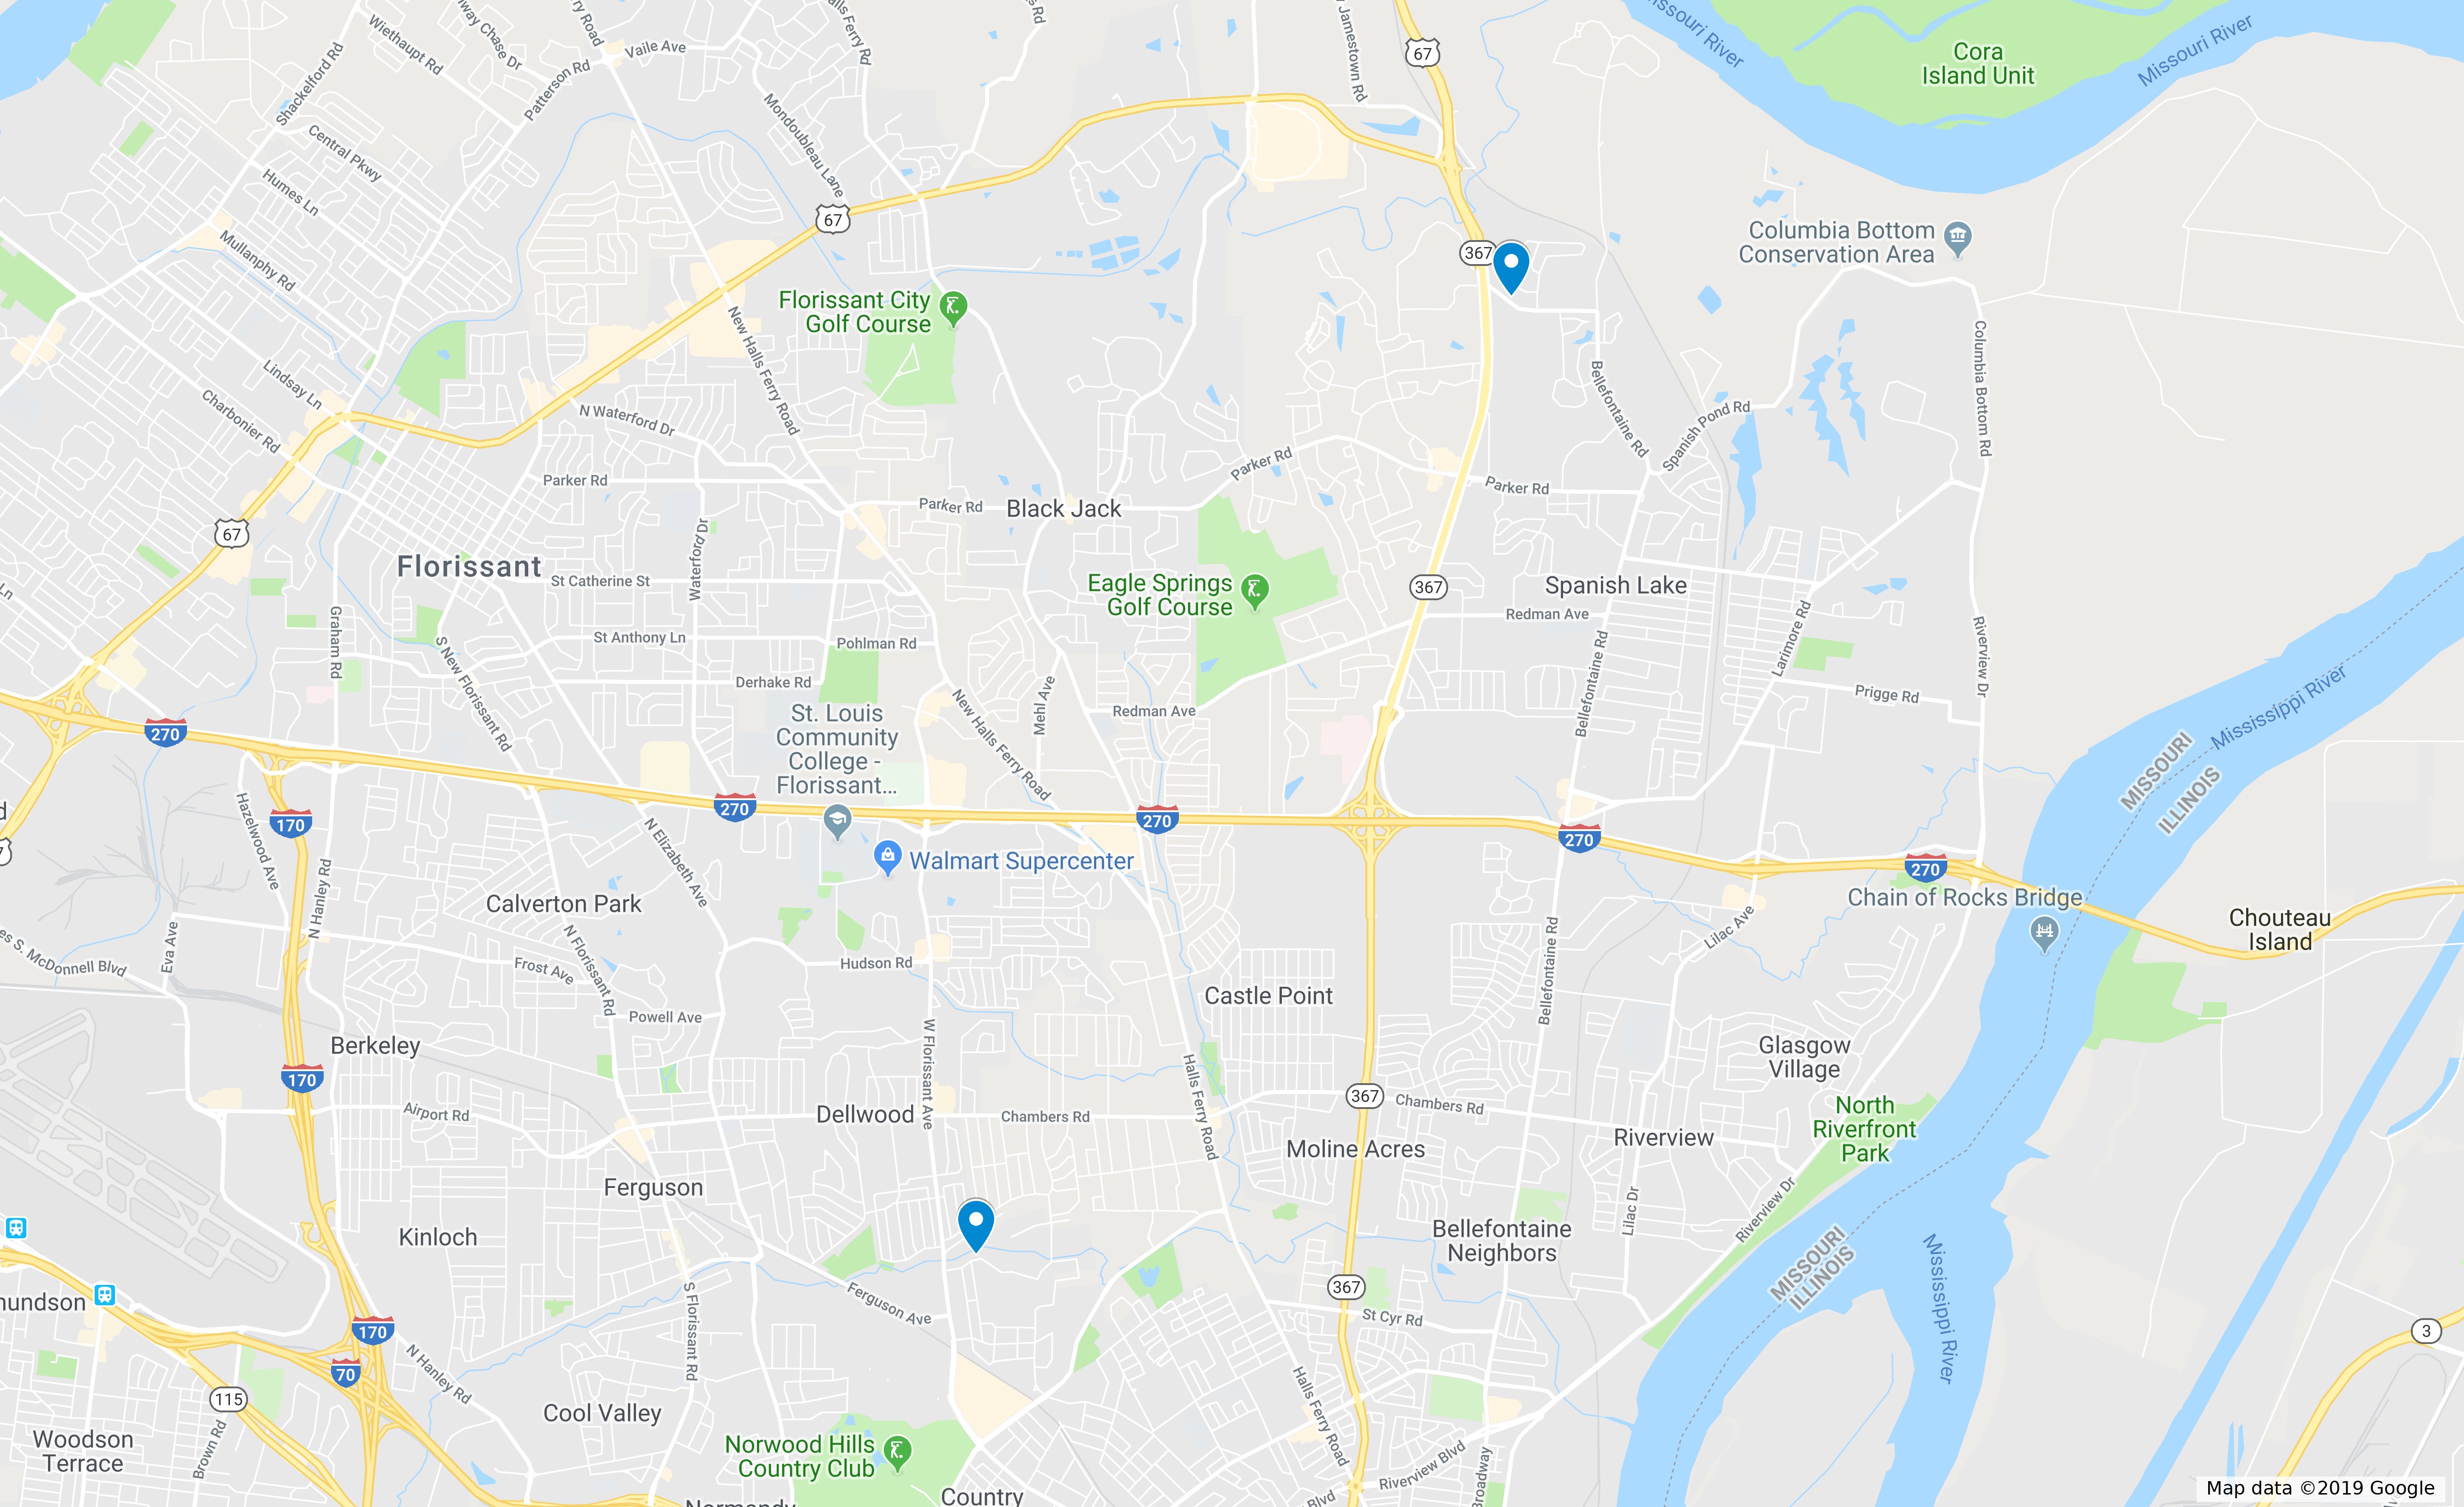 Missouri River
Cora
Island Unit
Missouri River
67
Jamestown Rd
Wiethaupt Rd
Shackelford Rd
Patterson Rd
Vaile Ave
Mondoubleau Lane
Central Pkwy
Humes Ln
Mullanphy Rd
67
367
Columbia Bottom
Conservation Area
Florissant City
Golf Course
New Halls Ferry Road
Lindsay Ln
Charbonier Rd
N Waterford Dr
Bellefontaine Rd
Spanish Pond Rd
Columbia Bottom Rd
Parker Rd
Parker Rd
Black Jack
Parker Rd
Parker Rd
67
Florissant
Waterford Dr
St Catherine St
Eagle Springs
Golf Course
367
Spanish Lake
Redman Ave
Graham Rd
St Anthony Ln
Pohlman Rd
S New Florissant Rd
Derhake Rd
Mehl Ave
Redman Ave
Bellefontaine Rd
Larimore Rd
Riverview Dr
Prigge Rd
Mississippi River
MISSOURI
ILLINOIS
St. Louis
Community
College -
Florissant...
New Halls Ferry Road
270
170
270
270
270
270
Hazelwood Ave
N Hanley Rd
N Elizabeth Ave
Walmart Supercenter
Chain of Rocks Bridge
Chouteau
Island
Calverton Park
Eva Ave
es S. McDonnell Blvd
Frost Ave
N Florissant Rd
Hudson Rd
Lilac Ave
Bellefontaine Rd
Castle Point
Powell Ave
W Florissant Ave
Berkeley
170
Glasgow
Village
Halls Ferry Road
Airport Rd
Dellwood
Chambers Rd
367
Chambers Rd
North
Riverfront
Park
Riverview
Moline Acres
Ferguson
Kinloch
Bellefontaine
Neighbors
Lilac Dr
Riverview Dr
MISSOURI
ILLINOIS
Mississippi River
mundson
S Florissant Rd
Ferguson Ave
367
St Cyr Rd
170
70
N Hanley Rd
115
3
Cool Valley
Halls Ferry Road
Woodson
Terrace
Brown Rd
Norwood Hills
Country Club
Riverview Blvd
Broadway
Blvd
Normandy
Country
Map data ©2019 Google